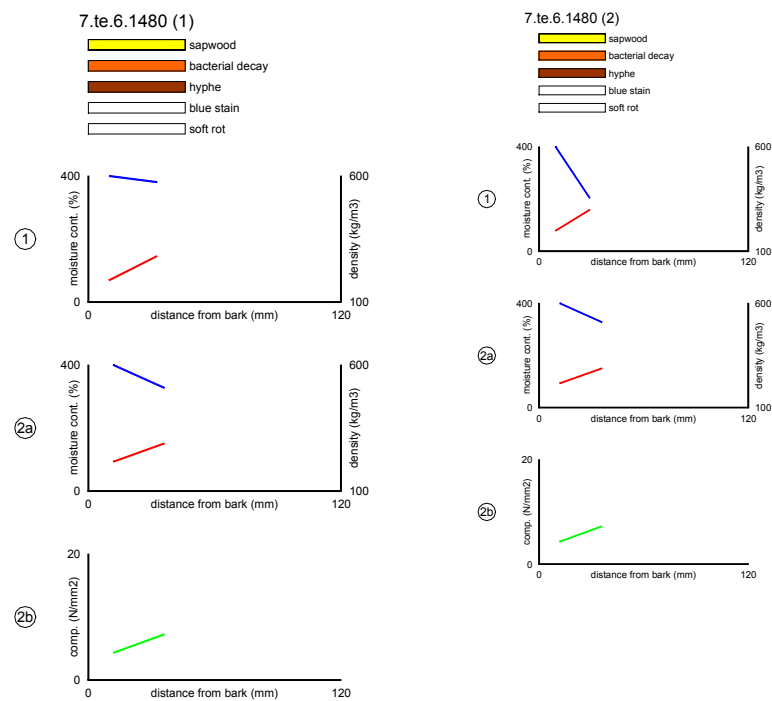 7.te.6.1480 (1)
sapwood
bacterial decay
hyphe
blue stain
soft rot
1
400
600
moisture cont. (%)
density (kg/m3)
0
100
0
distance from bark (mm)
120
2a
400
600
moisture cont. (%)
density (kg/m3)
0
100
0
distance from bark (mm)
120
2b
20
comp. (N/mm2)
0
0
distance from bark (mm)
120
7.te.6.1480 (2)
sapwood
bacterial decay
hyphe
blue stain
soft rot
1
400
600
moisture cont. (%)
density (kg/m3)
0
100
0
distance from bark (mm)
120
2a
400
600
moisture cont. (%)
density (kg/m3)
0
100
0
distance from bark (mm)
120
2b
20
comp. (N/mm2)
0
0
distance from bark (mm)
120